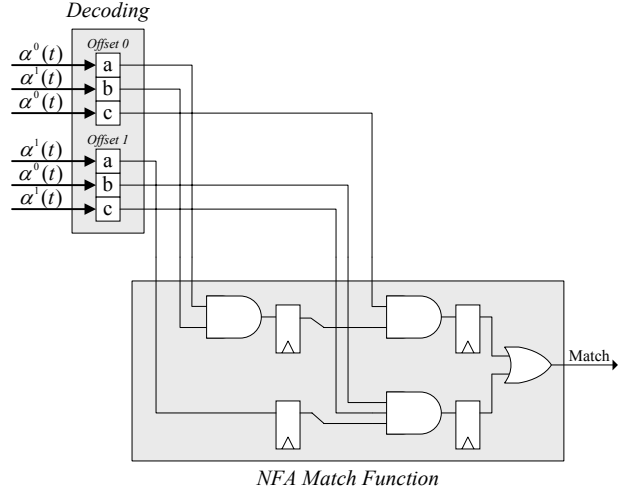 Decoding
Offset 0
α⁰(t) a
α¹(t) b
α⁰(t) c
Offset 1
α¹(t) a
α⁰(t) b
α¹(t) c
Match
NFA Match Function